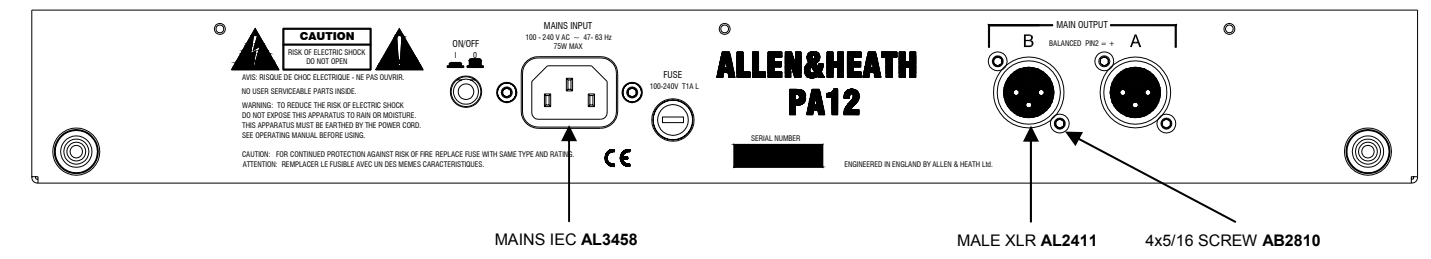 CAUTION
RISK OF ELECTRIC SHOCK
DO NOT OPEN
AVIS: RISQUE DE CHOC ELECTRIQUE - NE PAS OUVRIR.
NO USER SERVICEABLE PARTS INSIDE.
WARNING: TO REDUCE THE RISK OF ELECTRIC SHOCK
DO NOT EXPOSE THIS APPARATUS TO RAIN OR MOISTURE.
THIS APPARATUS MUST BE EARTHED BY THE POWER CORD.
SEE OPERATING MANUAL BEFORE USING.
CAUTION: FOR CONTINUED PROTECTION AGAINST RISK OF FIRE REPLACE FUSE WITH SAME TYPE AND RATING.
ATTENTION: REMPLACER LE FUSIBLE AVEC UN DES MEMES CARACTERISTIQUES.
ON/OFF
I 0
MAINS INPUT
100 - 240 V AC ~ 47- 63 Hz
75W MAX
FUSE
100-240V T1A L
CE
ALLEN&HEATH
PA12
SERIAL NUMBER
ENGINEERED IN ENGLAND BY ALLEN & HEATH Ltd.
MAIN OUTPUT
B BALANCED PIN2 = + A
MAINS IEC AL3458
MALE XLR AL2411
4x5/16 SCREW AB2810